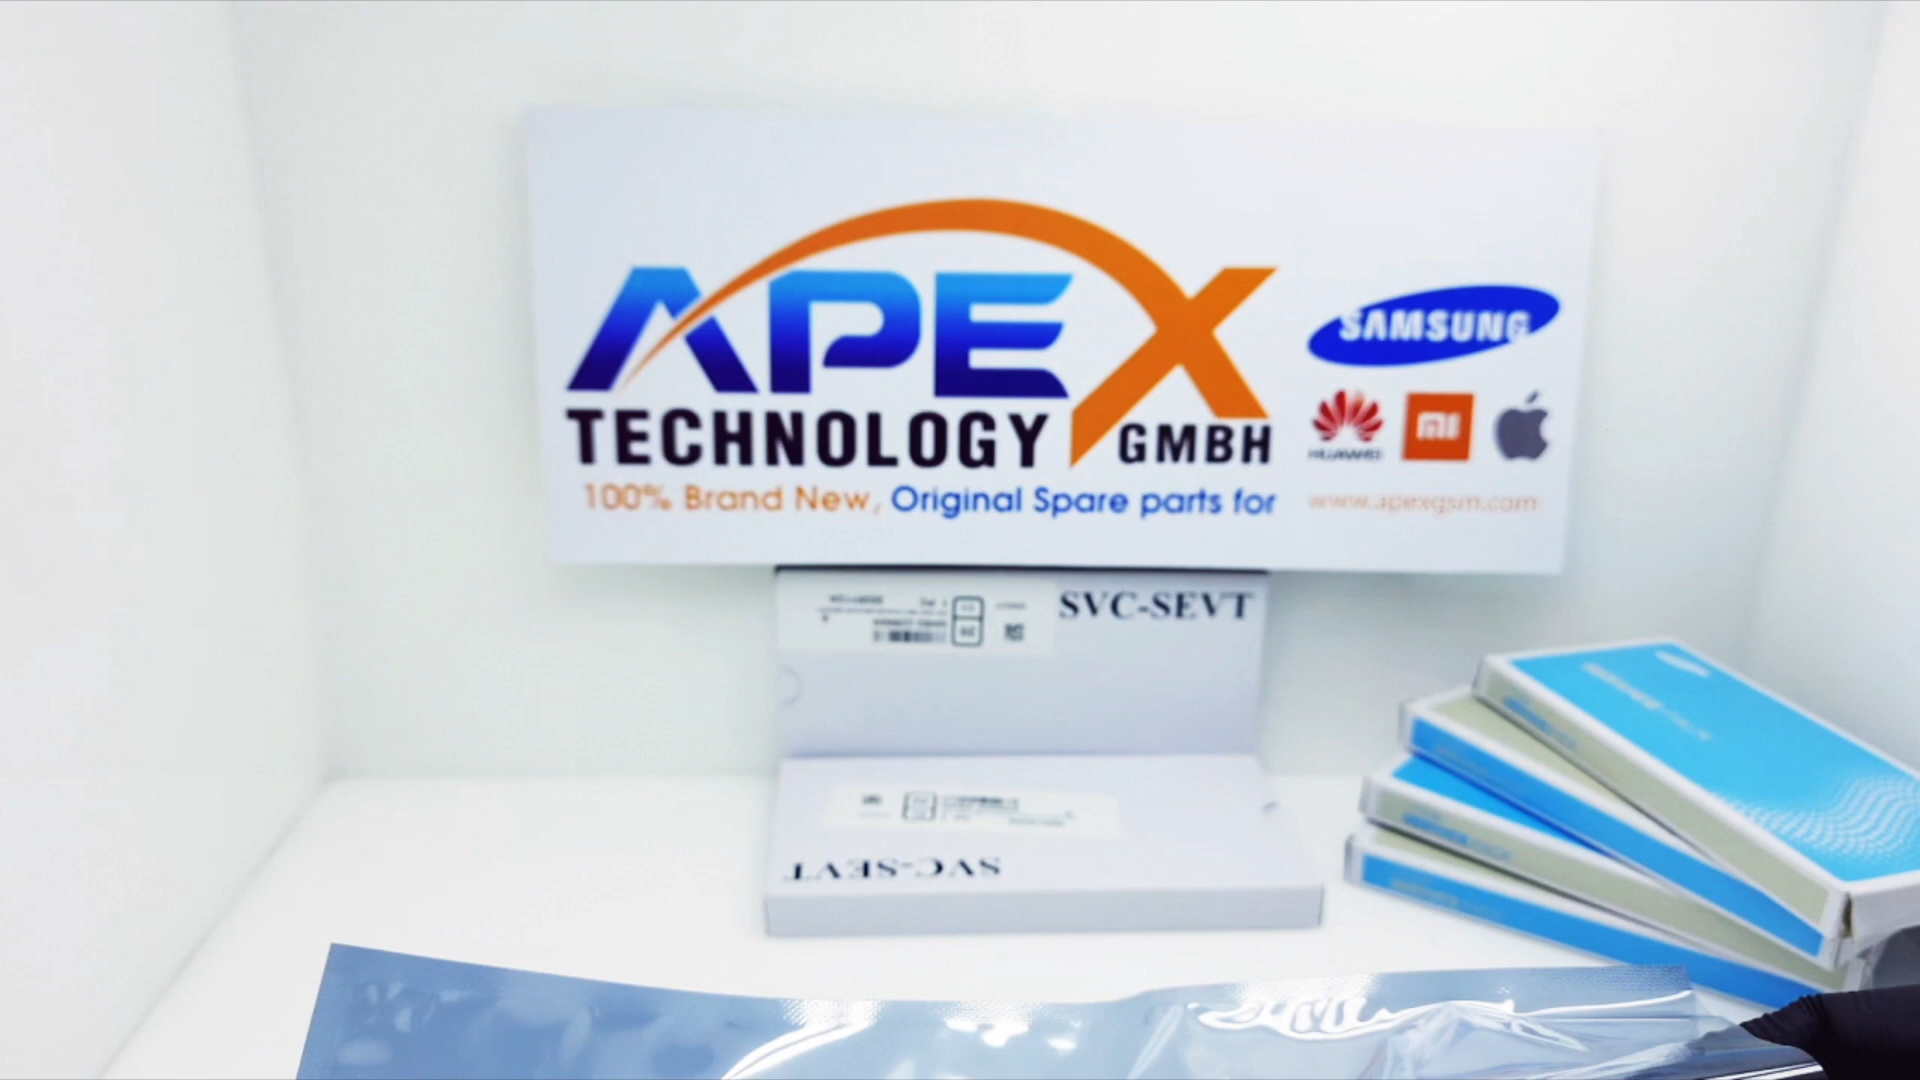 APEX
TECHNOLOGY GMBH
100% Brand New, Original Spare parts for
SAMSUNG
HUAWEI
mi
www.apexgsm.com
SVC-SEVT
SVC-SEVT